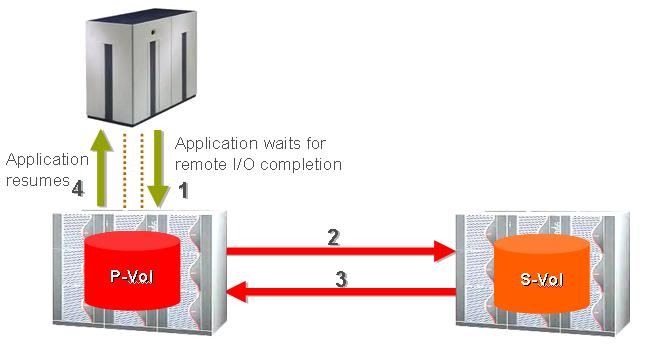 Application waits for
remote I/O completion
Application
resumes
4
1
2
P-Vol
S-Vol
3